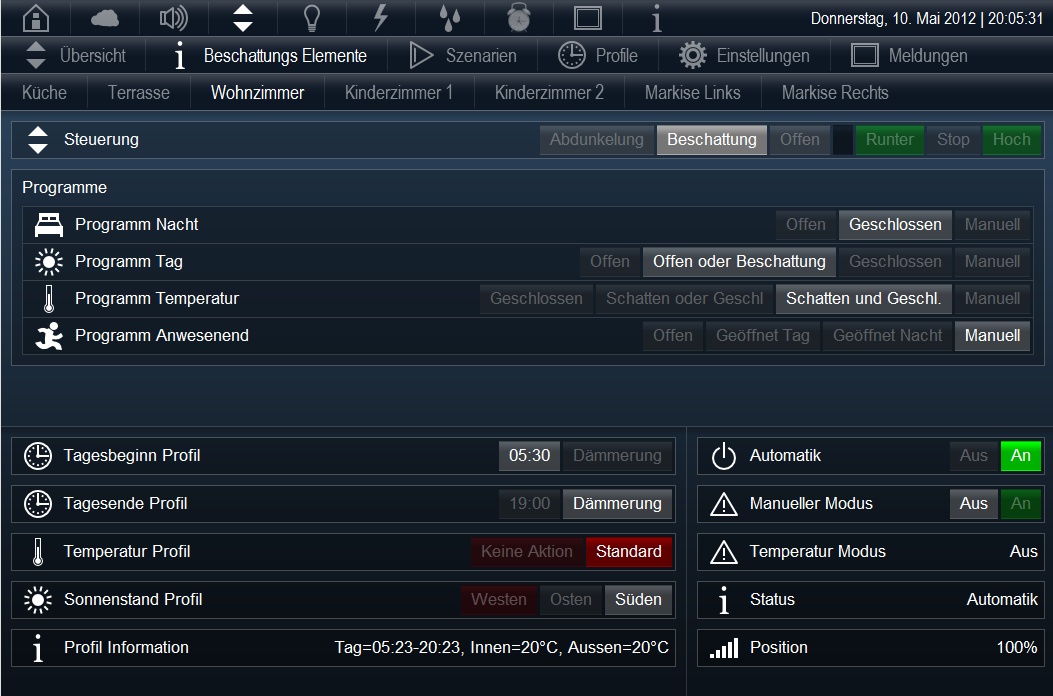 Donnerstag, 10. Mai 2012 | 20:05:31
Übersicht Beschattungs Elemente Szenarien Profile Einstellungen Meldungen
Küche Terrasse Wohnzimmer Kinderzimmer 1 Kinderzimmer 2 Markise Links Markise Rechts
Steuerung Abdunkelung Beschattung Offen Runter Stop Hoch
Programme
Programm Nacht Offen Geschlossen Manuell
Programm Tag Offen Offen oder Beschattung Geschlossen Manuell
Programm Temperatur Geschlossen Schatten oder Geschl Schatten und Geschl. Manuell
Programm Anwesenend Offen Geöffnet Tag Geöffnet Nacht Manuell
Tagesbeginn Profil 05:30 Dämmerung Automatik Aus An
Tagesende Profil 19:00 Dämmerung Manueller Modus Aus An
Temperatur Profil Keine Aktion Standard Temperatur Modus Aus
Sonnenstand Profil Westen Osten Süden Status Automatik
Profil Information Tag=05:23-20:23, Innen=20°C, Aussen=20°C Position 100%